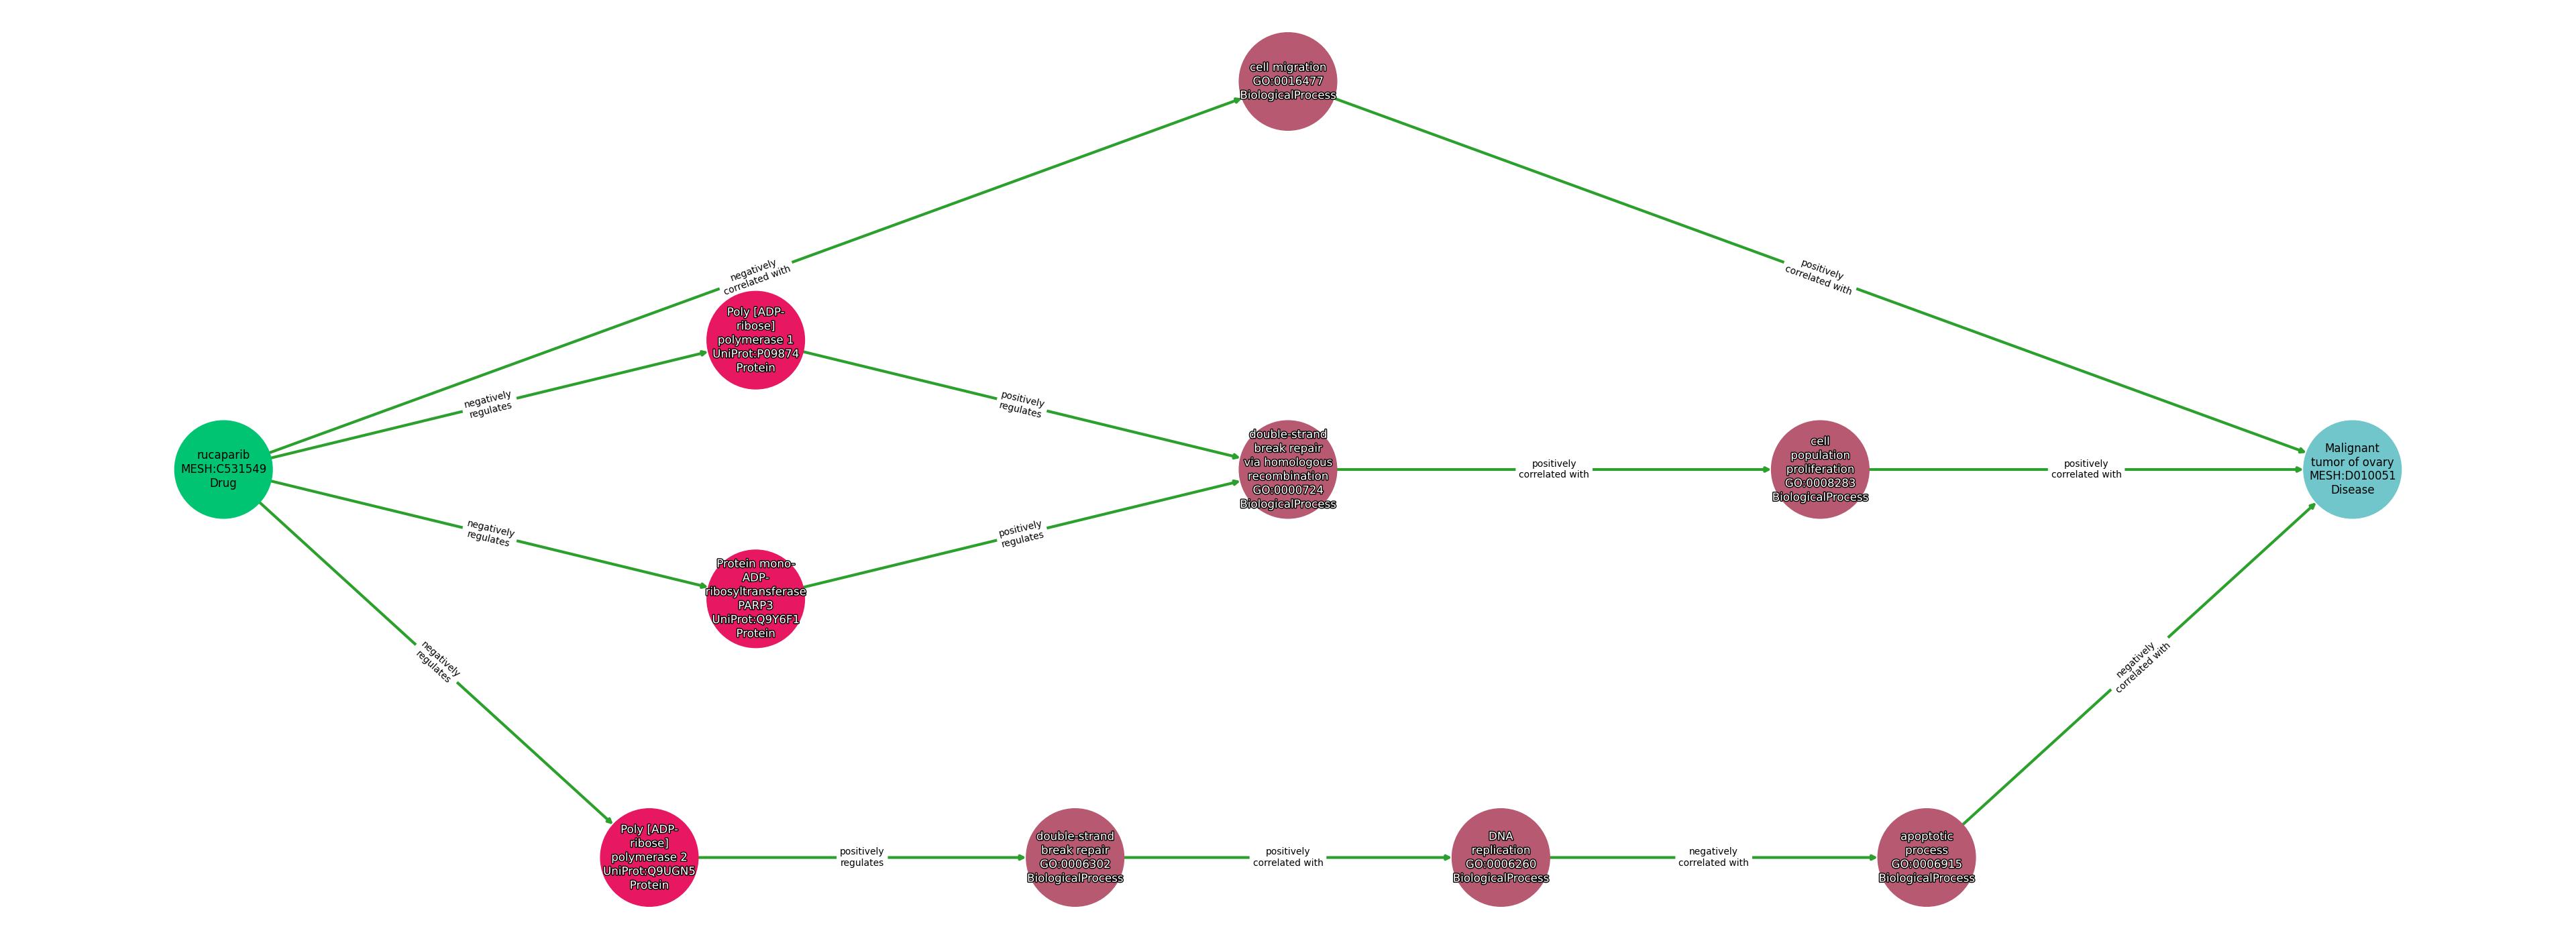 cell migration
GO:0016477
BiologicalProcess
negatively
correlated with
positively
correlated with
Poly [ADP-
ribose]
polymerase 1
UniProt:P09874
Protein
negatively
regulates
positively
regulates
rucaparib
MESH:C531549
Drug
double-strand
break repair
via homologous
recombination
GO:0000724
BiologicalProcess
positively
correlated with
cell
population
proliferation
GO:0008283
BiologicalProcess
positively
correlated with
Malignant
tumor of ovary
MESH:D010051
Disease
negatively
regulates
positively
regulates
Protein mono-
ADP-
ribosyltransferase
PARP3
UniProt:Q9Y6F1
Protein
negatively
regulates
negatively
correlated with
Poly [ADP-
ribose]
polymerase 2
UniProt:Q9UGN5
Protein
positively
regulates
double-strand
break repair
GO:0006302
BiologicalProcess
positively
correlated with
DNA
replication
GO:0006260
BiologicalProcess
negatively
correlated with
apoptotic
process
GO:0006915
BiologicalProcess